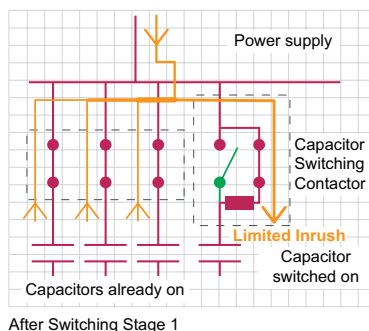 Power supply
Capacitor
Switching
Contactor
Limited Inrush
Capacitor
switched on
Capacitors already on
After Switching Stage 1